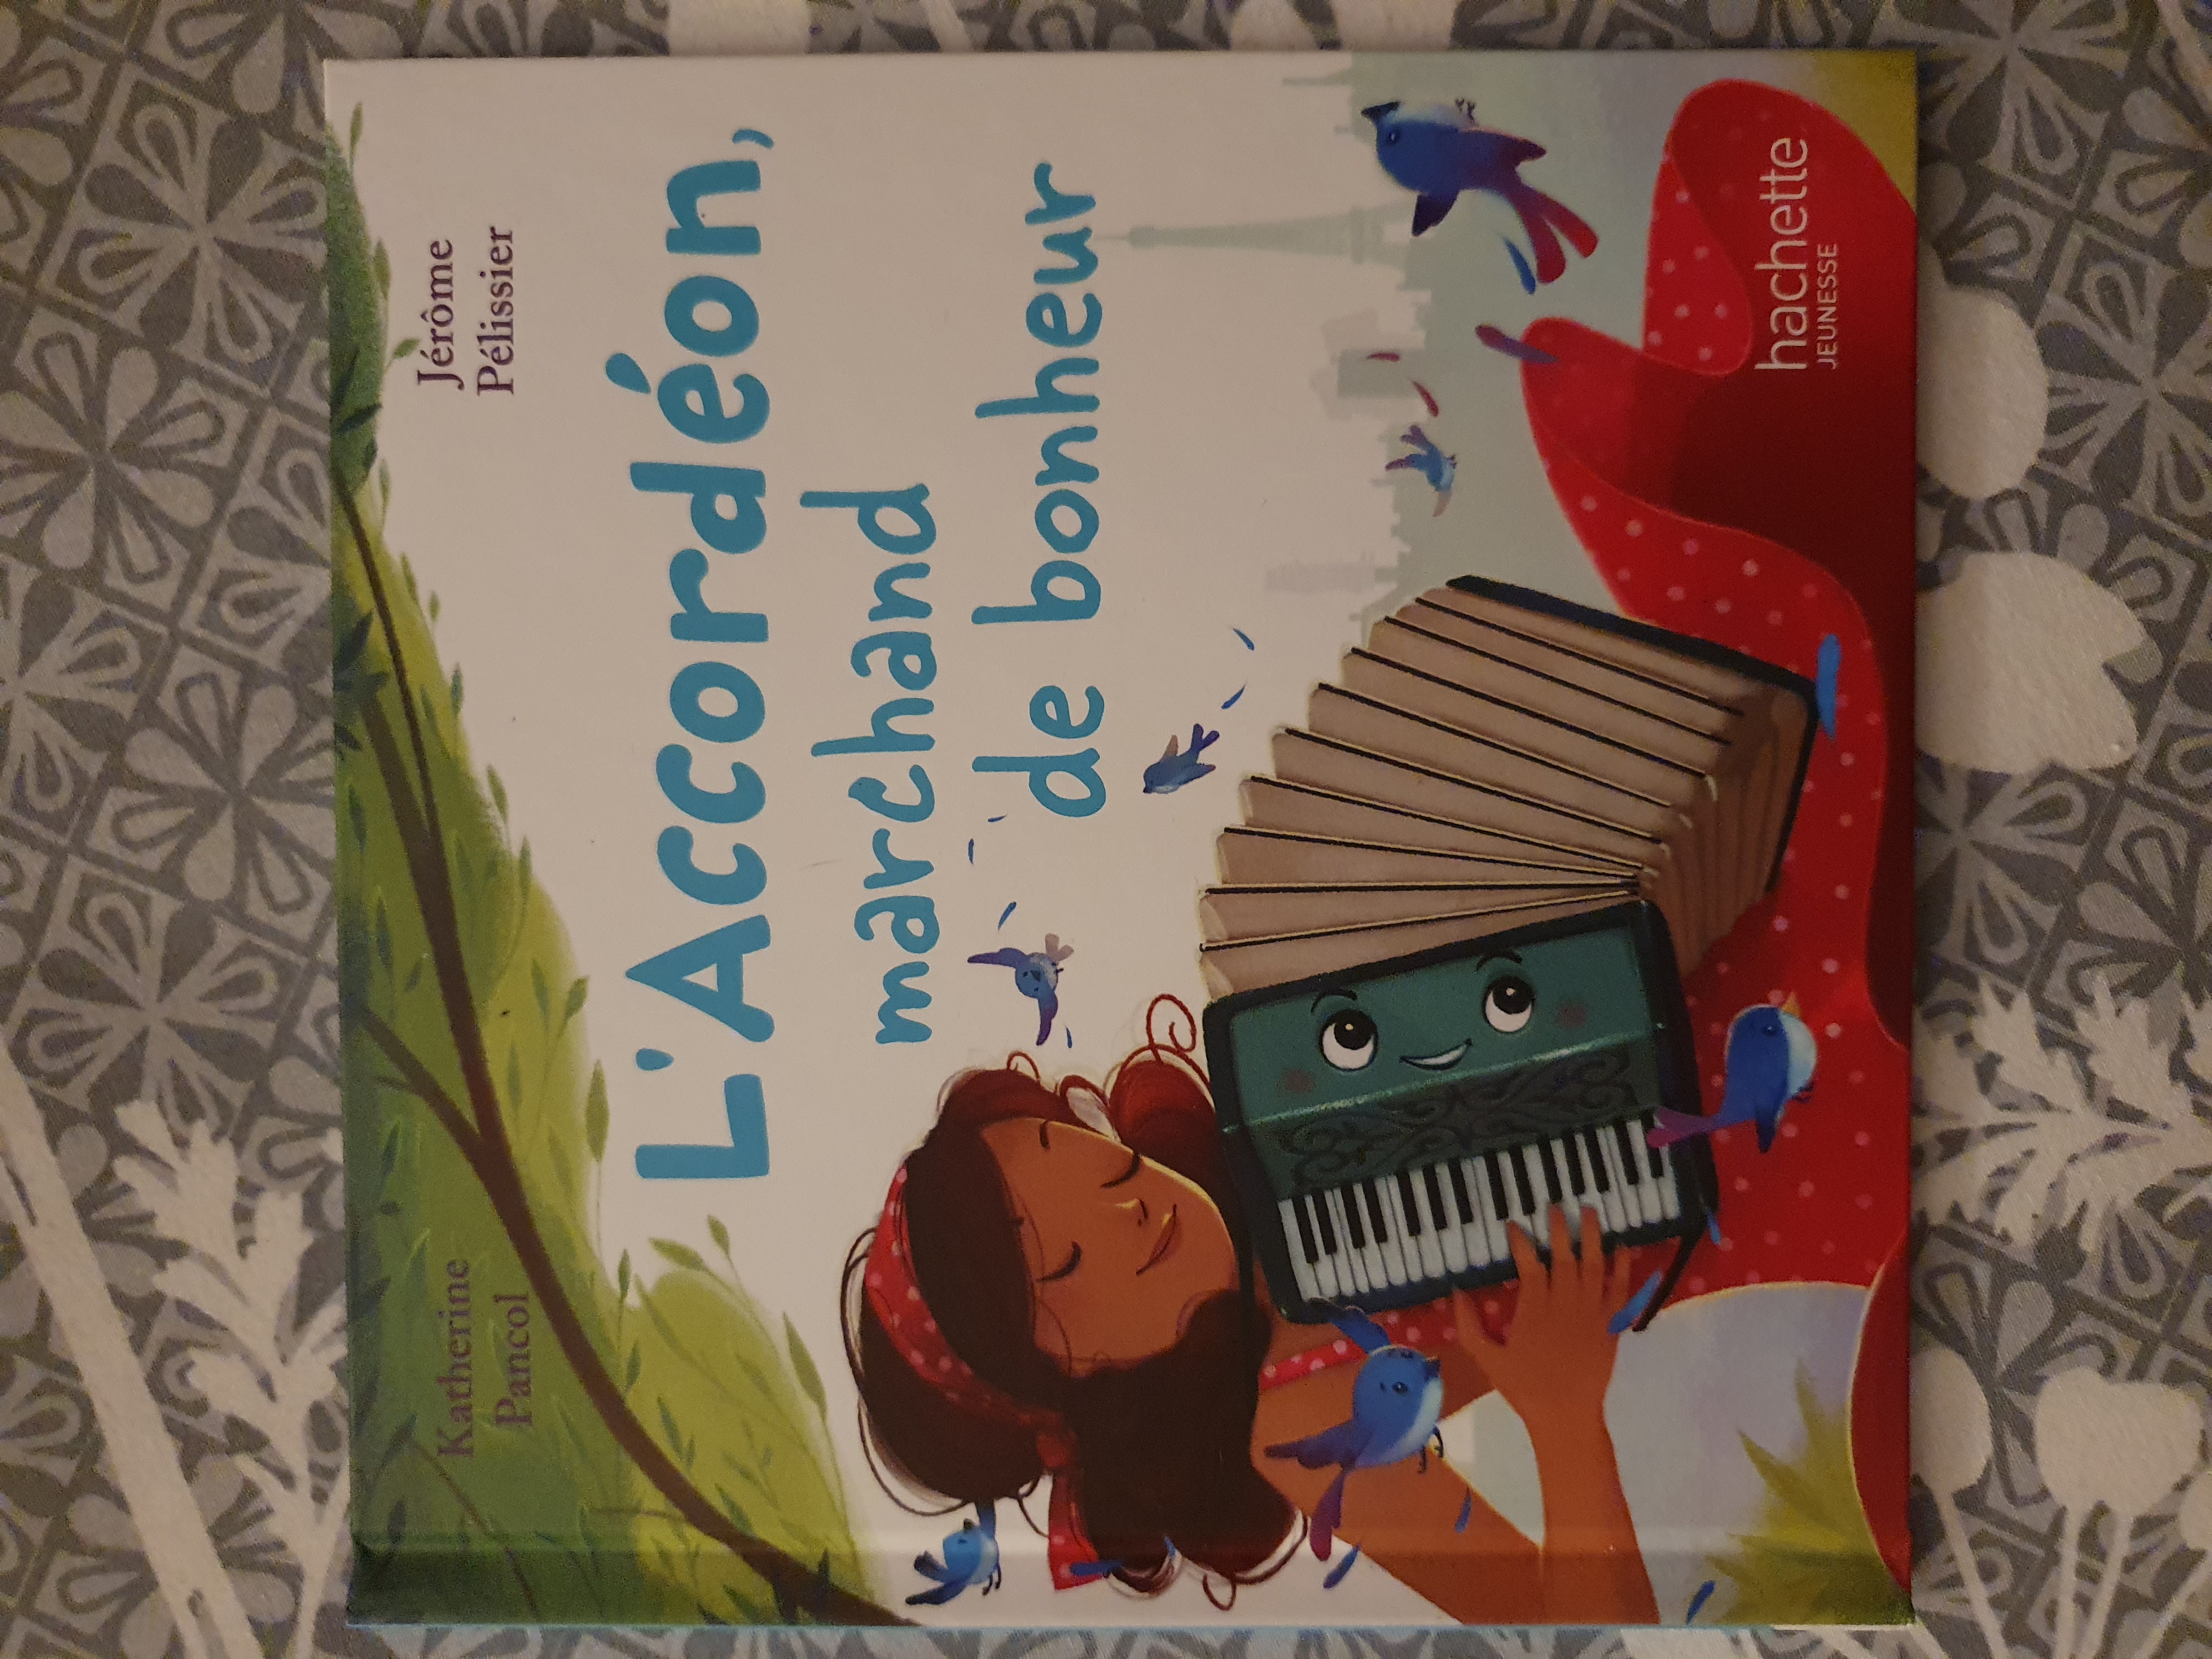 Katherine
Pancol
Jérôme
Pélissier
L'Accordéon,
marchand
de bonheur
hachette
JEUNESSE